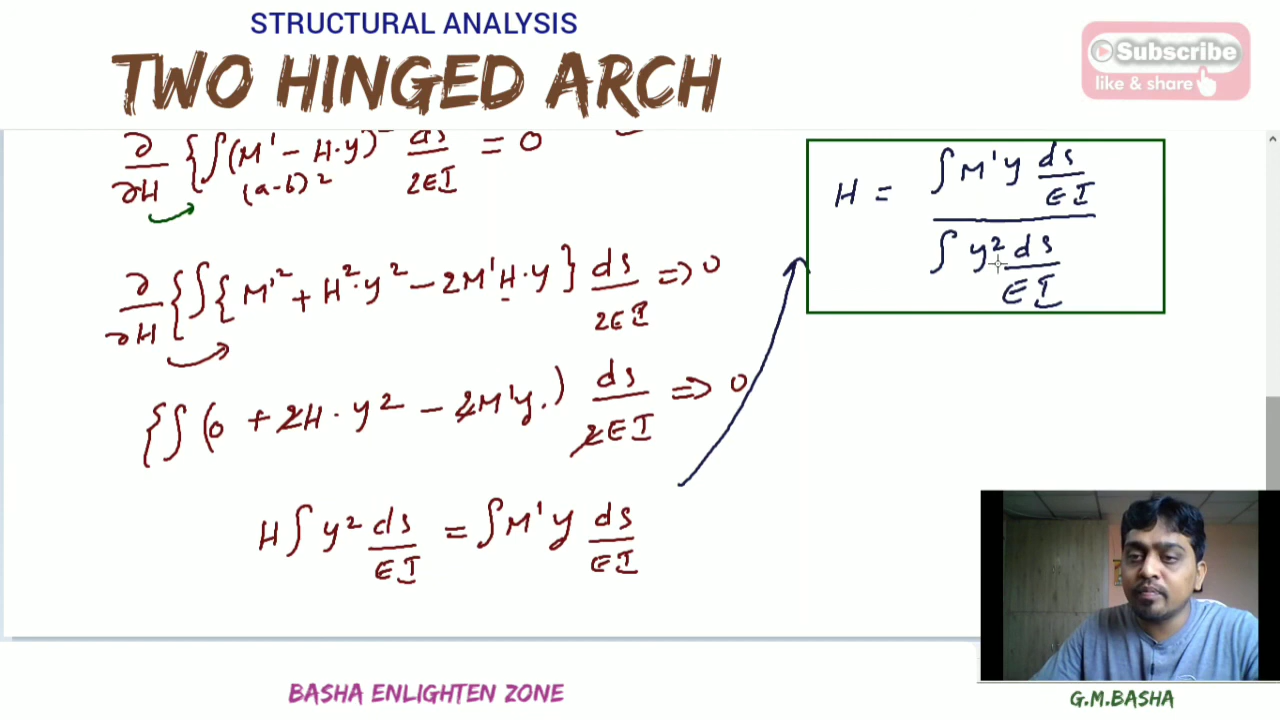 STRUCTURAL ANALYSIS
TWO HINGED ARCH
Subscribe
like & share
∂/∂H {∫(M' − H·y)² ds/2EI = 0
(a-b)²
∂/∂H {∫{M'² + H²·y² − 2M'H·y} ds/2EI => 0
{∫(0 + 2H·y² − 2M'y.) ds/2EI => 0
H∫y² ds/EI = ∫M'y ds/EI
H = ∫M'y ds/EI / ∫y² ds/EI
BASHA ENLIGHTEN ZONE
G.M.BASHA